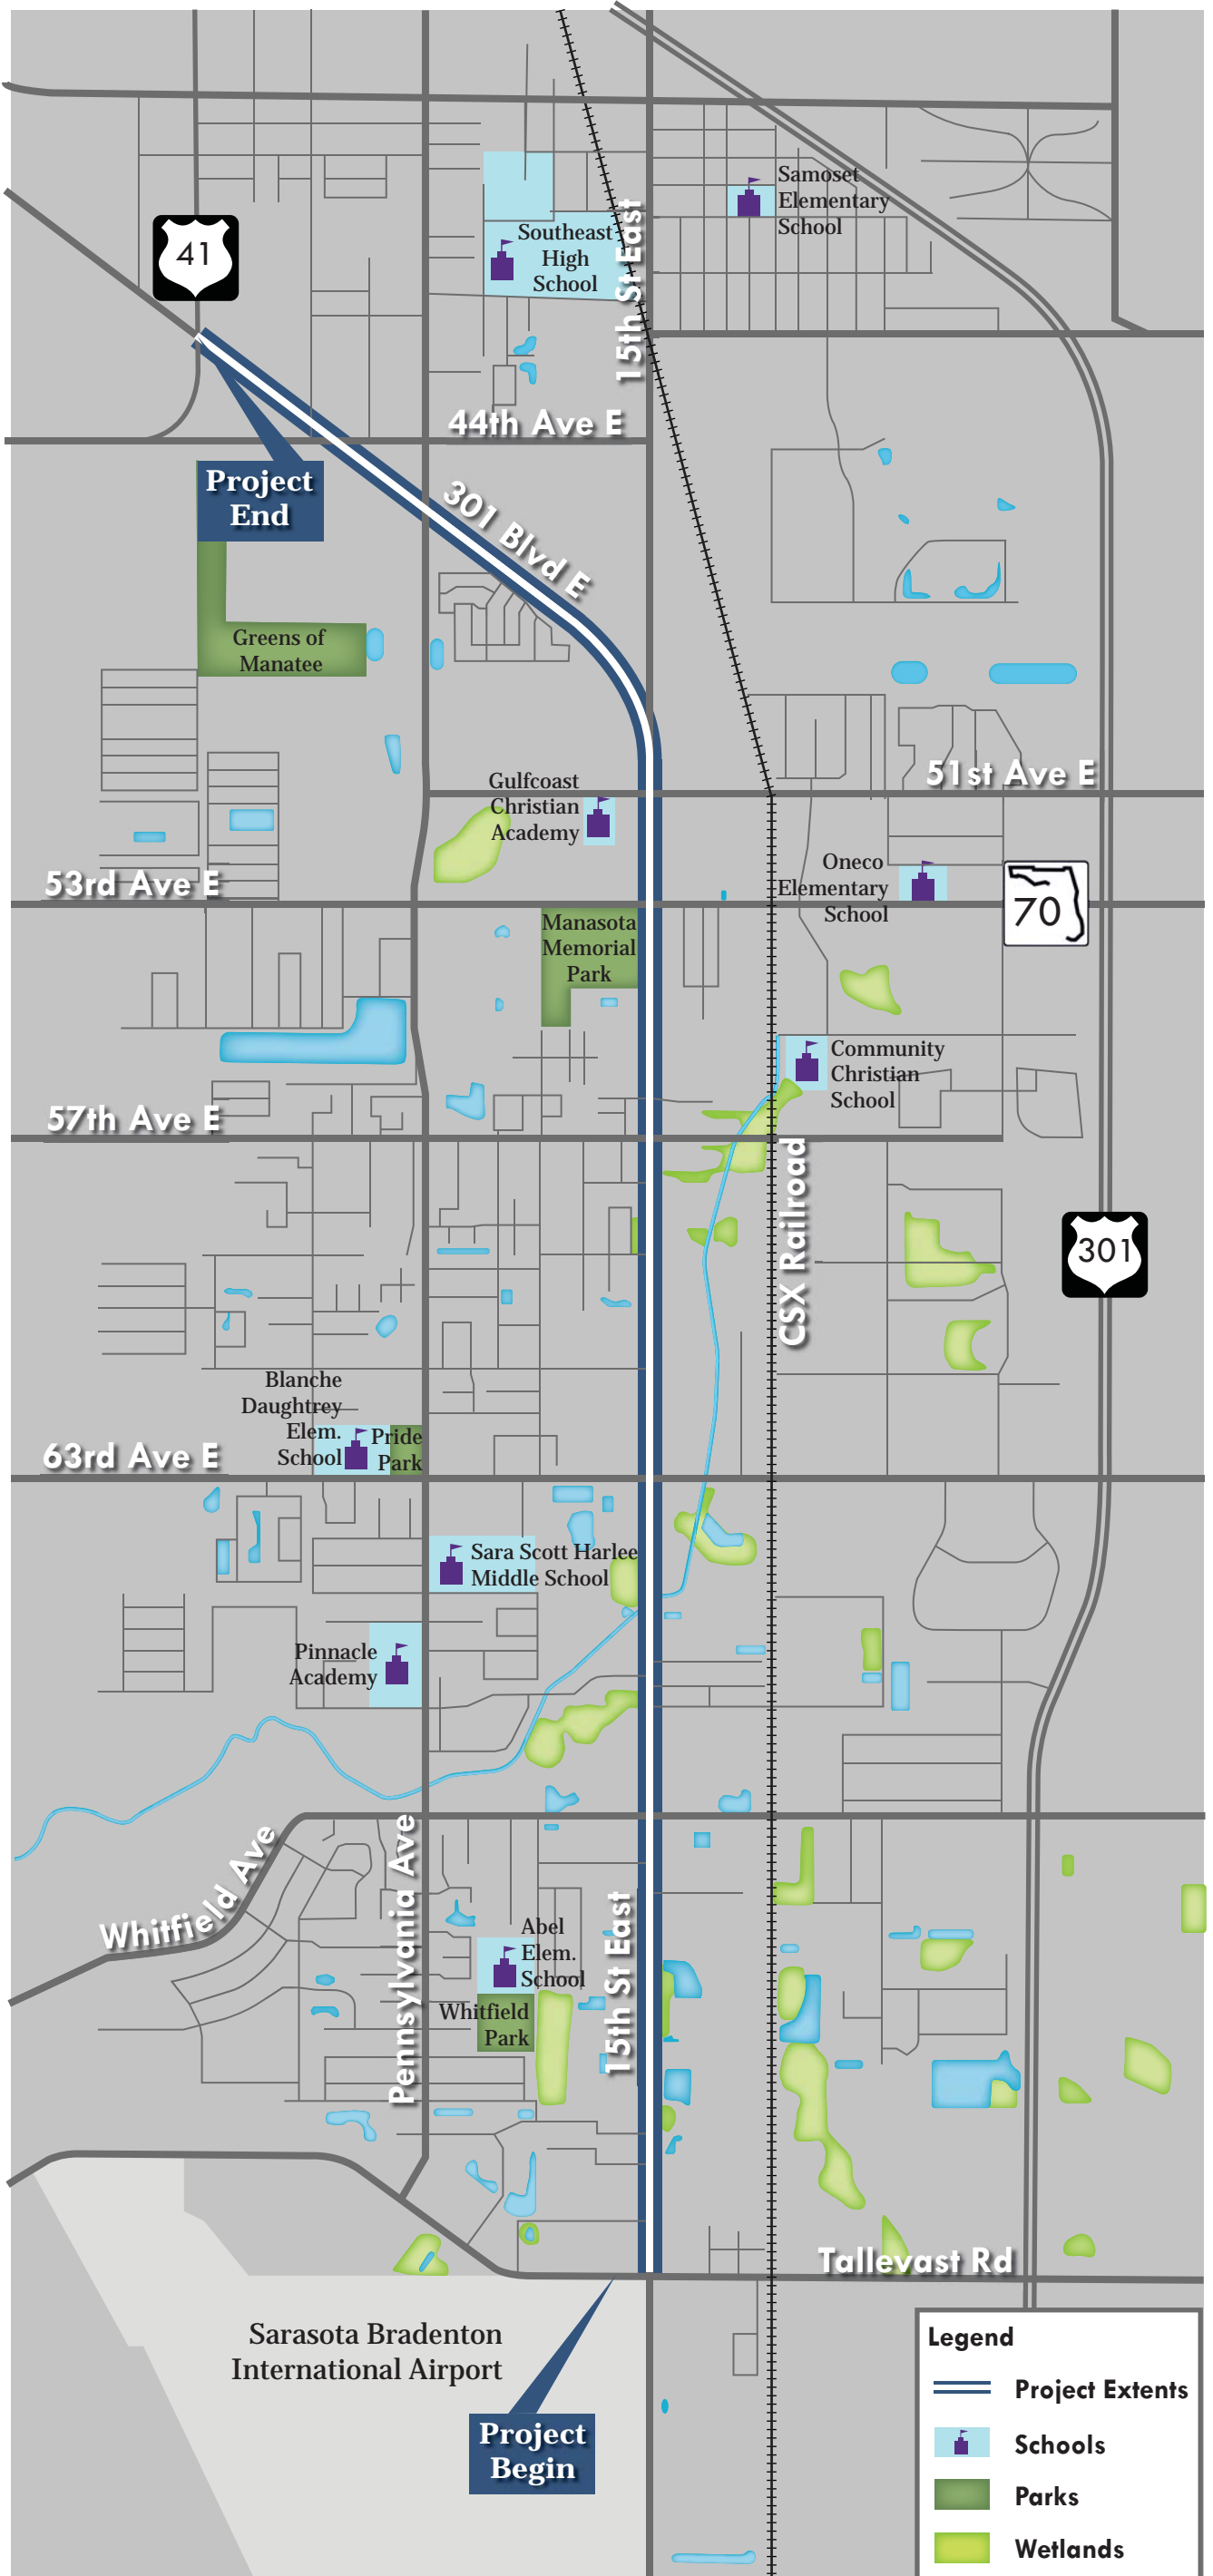 Samoset
Elementary
School
41
Southeast
High
School
15th St East
44th Ave E
Project
End
301 Blvd E
Greens of
Manatee
51st Ave E
Gulfcoast
Christian
Academy
Oneco
Elementary
School
53rd Ave E
70
Manasota
Memorial
Park
Community
Christian
School
57th Ave E
CSX Railroad
301
Blanche
Daughtrey
Elem.
School
Pride
Park
63rd Ave E
Sara Scott Harlee
Middle School
Pinnacle
Academy
Whitfield Ave
Pennsylvania Ave
15th St East
Abel
Elem.
School
Whitfield
Park
Tallevast Rd
Sarasota Bradenton
International Airport
Project
Begin
Legend
Project Extents
Schools
Parks
Wetlands